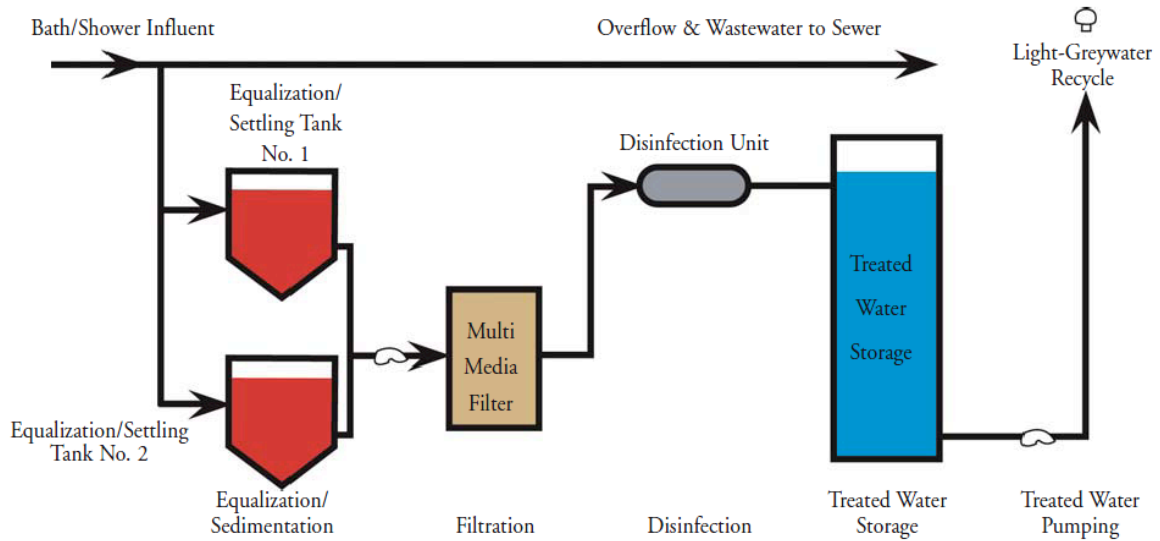 Bath/Shower Influent
Overflow & Wastewater to Sewer
Light-Greywater
Recycle
Equalization/
Settling Tank
No. 1
Disinfection Unit
Treated
Water
Storage
Multi
Media
Filter
Equalization/Settling
Tank No. 2
Equalization/
Sedimentation
Filtration
Disinfection
Treated Water
Storage
Treated Water
Pumping